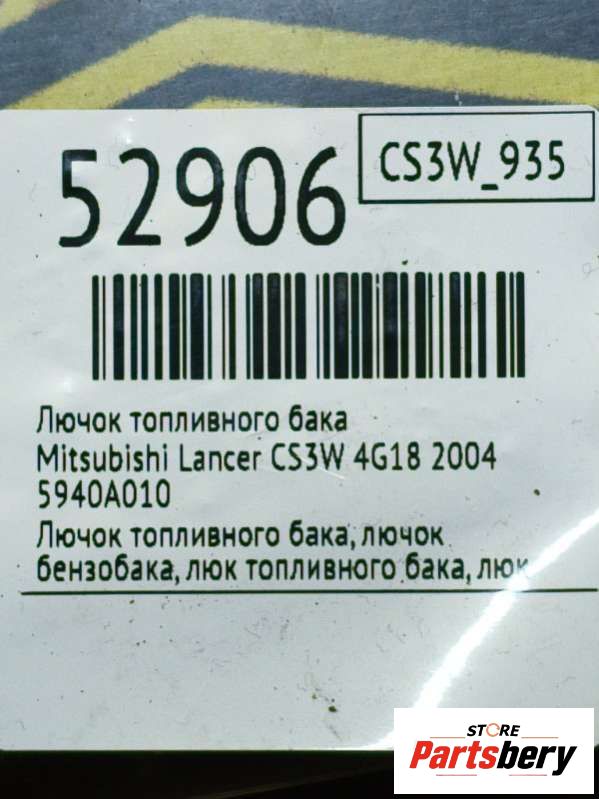 52906
CS3W_935
Лючок топливного бака
Mitsubishi Lancer CS3W 4G18 2004
5940A010
Лючок топливного бака, лючок
бензобака, люк топливного бака, люк
STORE
Partsbery